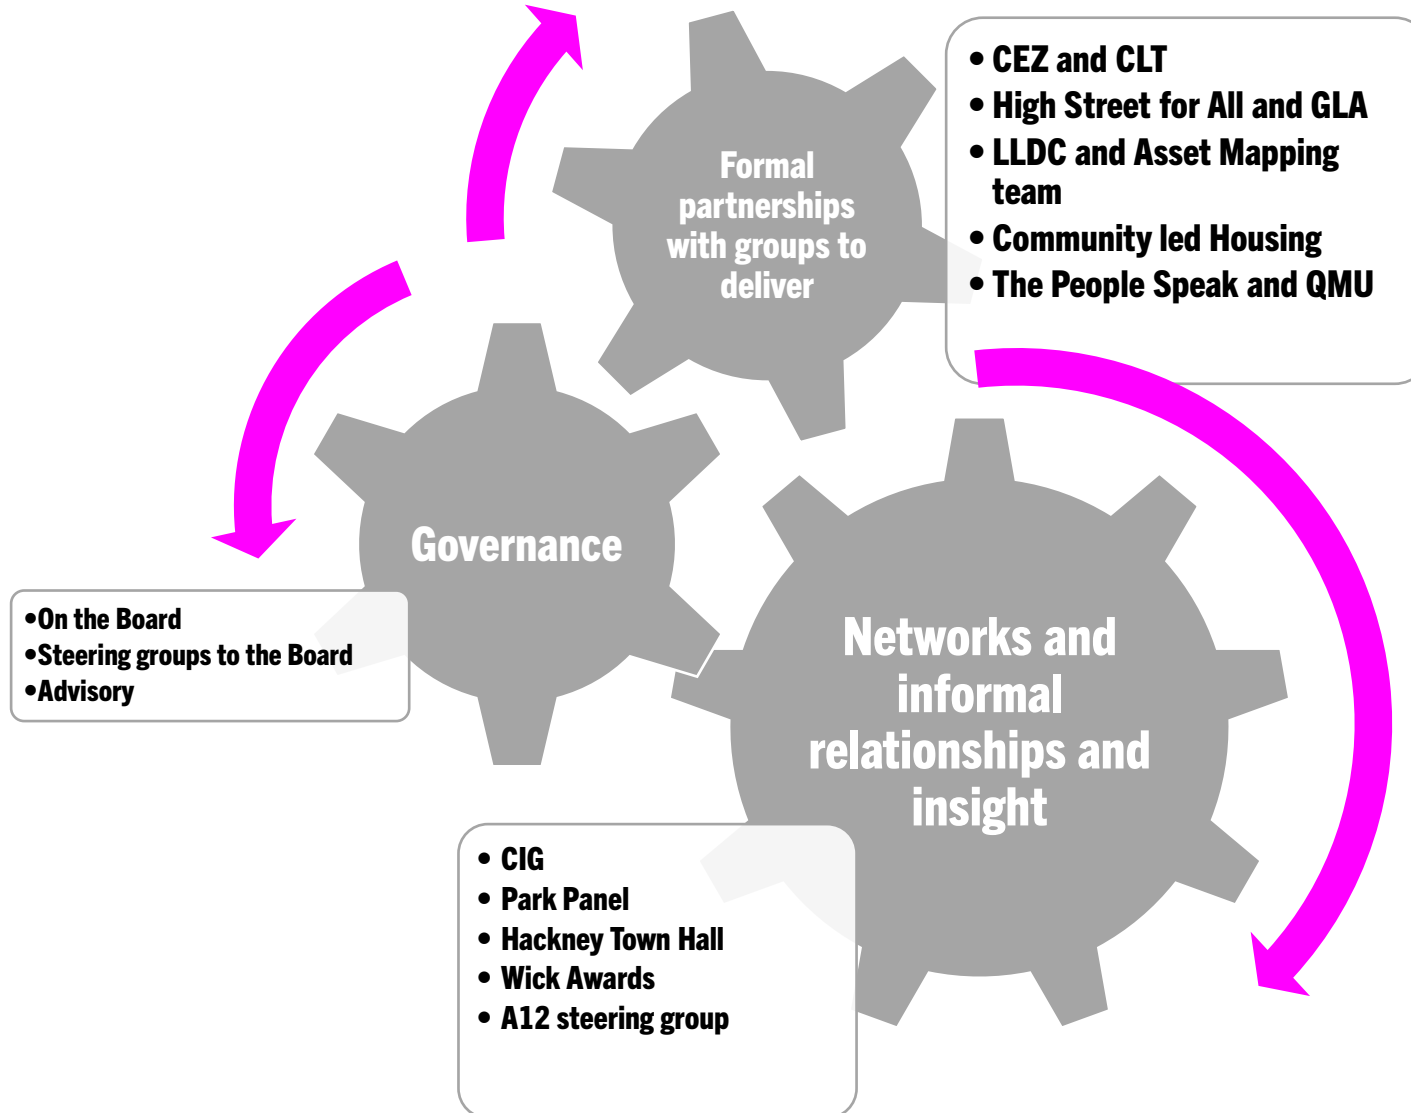 Formal
partnerships
with groups to
deliver
• CEZ and CLT
• High Street for All and GLA
• LLDC and Asset Mapping
team
• Community led Housing
• The People Speak and QMU
Governance
•On the Board
•Steering groups to the Board
•Advisory
Networks and
informal
relationships and
insight
• CIG
• Park Panel
• Hackney Town Hall
• Wick Awards
• A12 steering group